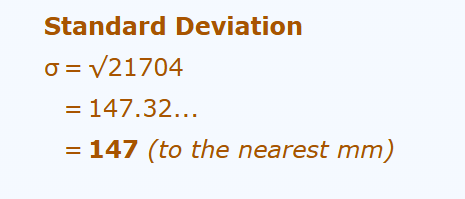 Standard Deviation
σ = √21704
= 147.32...
= 147 (to the nearest mm)